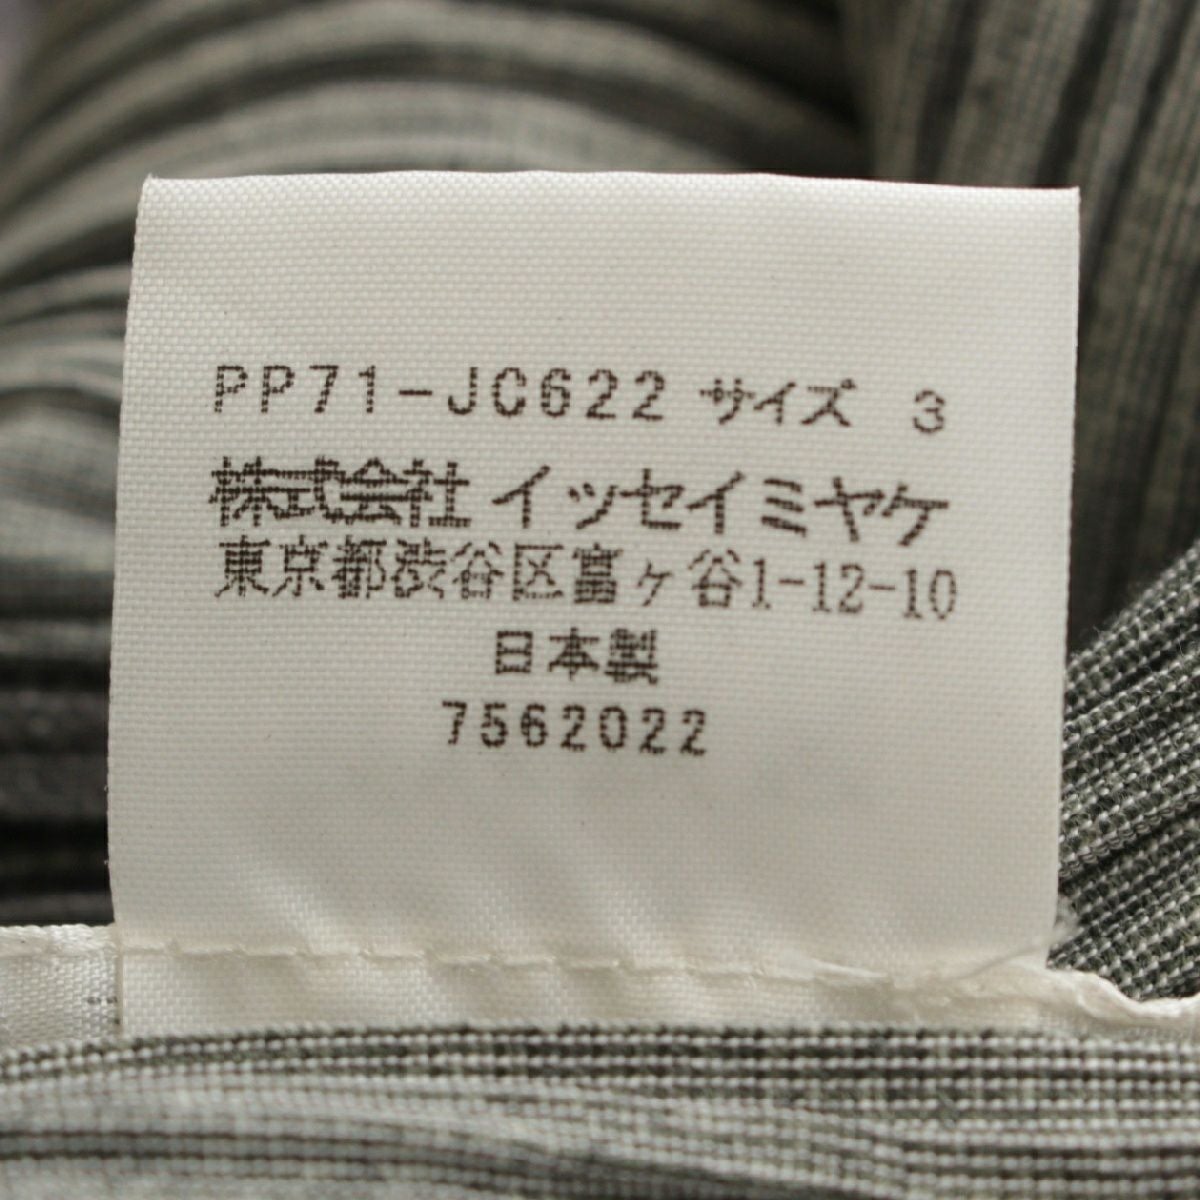 PP71-JC622 サイズ 3
株式会社 イッセイミヤケ
東京都渋谷区富ヶ谷1-12-10
日本製
7562022